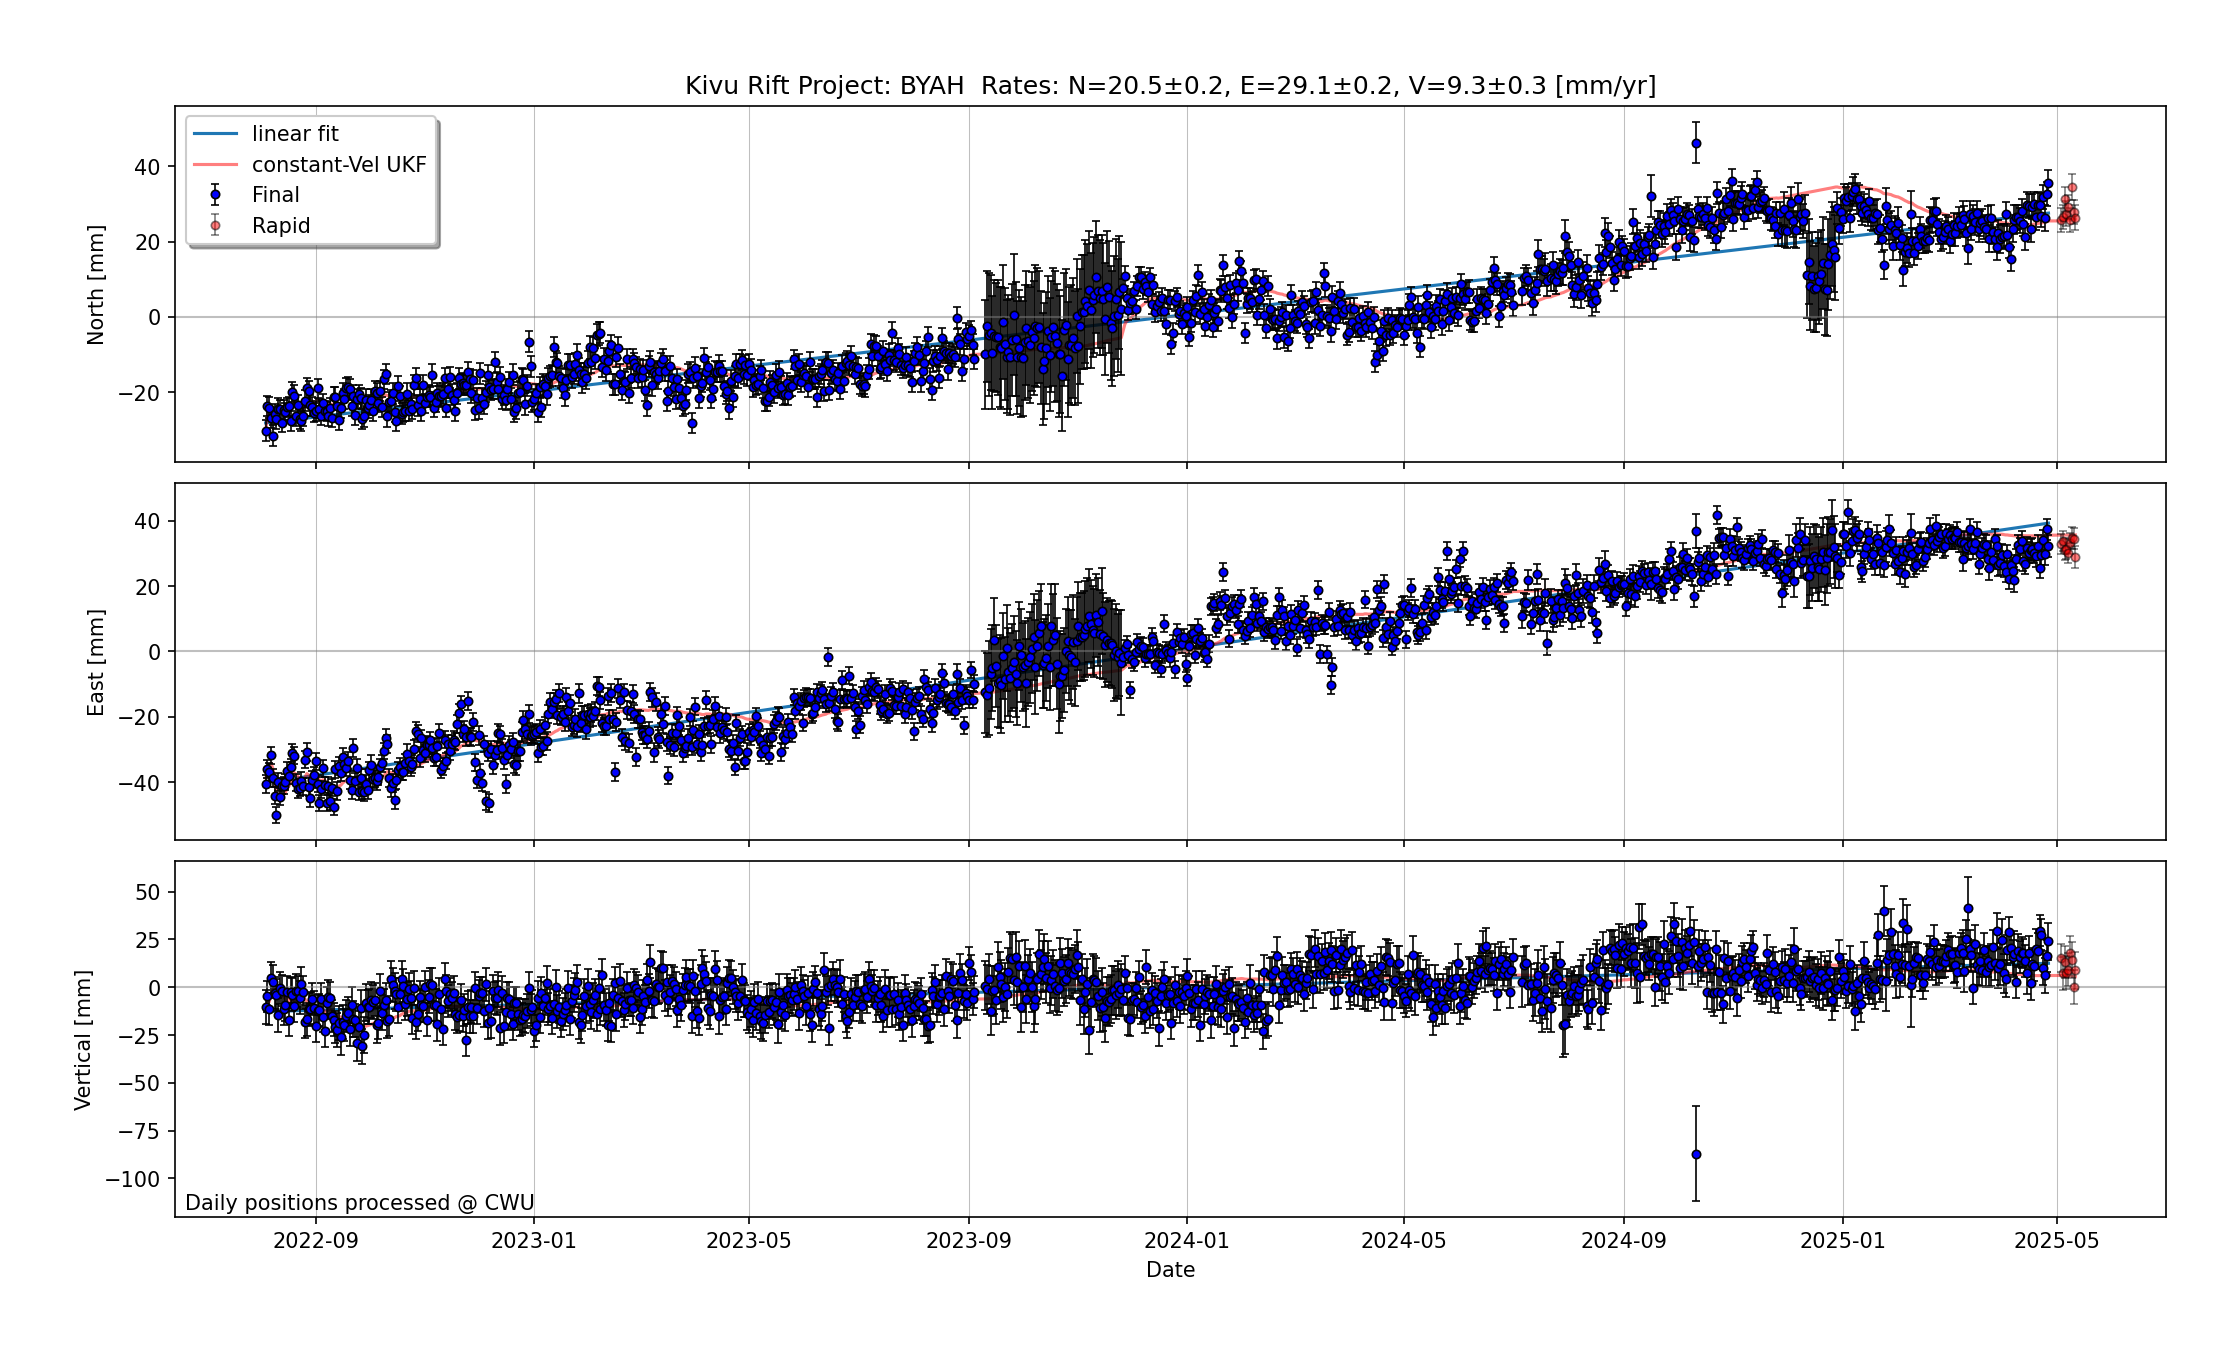 Kivu Rift Project: BYAH  Rates: N=20.5±0.2, E=29.1±0.2, V=9.3±0.3 [mm/yr]
linear fit
constant-Vel UKF
Final
Rapid
North [mm]
40
20
0
−20
East [mm]
40
20
0
−20
−40
Vertical [mm]
50
25
0
−25
−50
−75
−100
Daily positions processed @ CWU
2022-09 2023-01 2023-05 2023-09 2024-01 2024-05 2024-09 2025-01 2025-05
Date